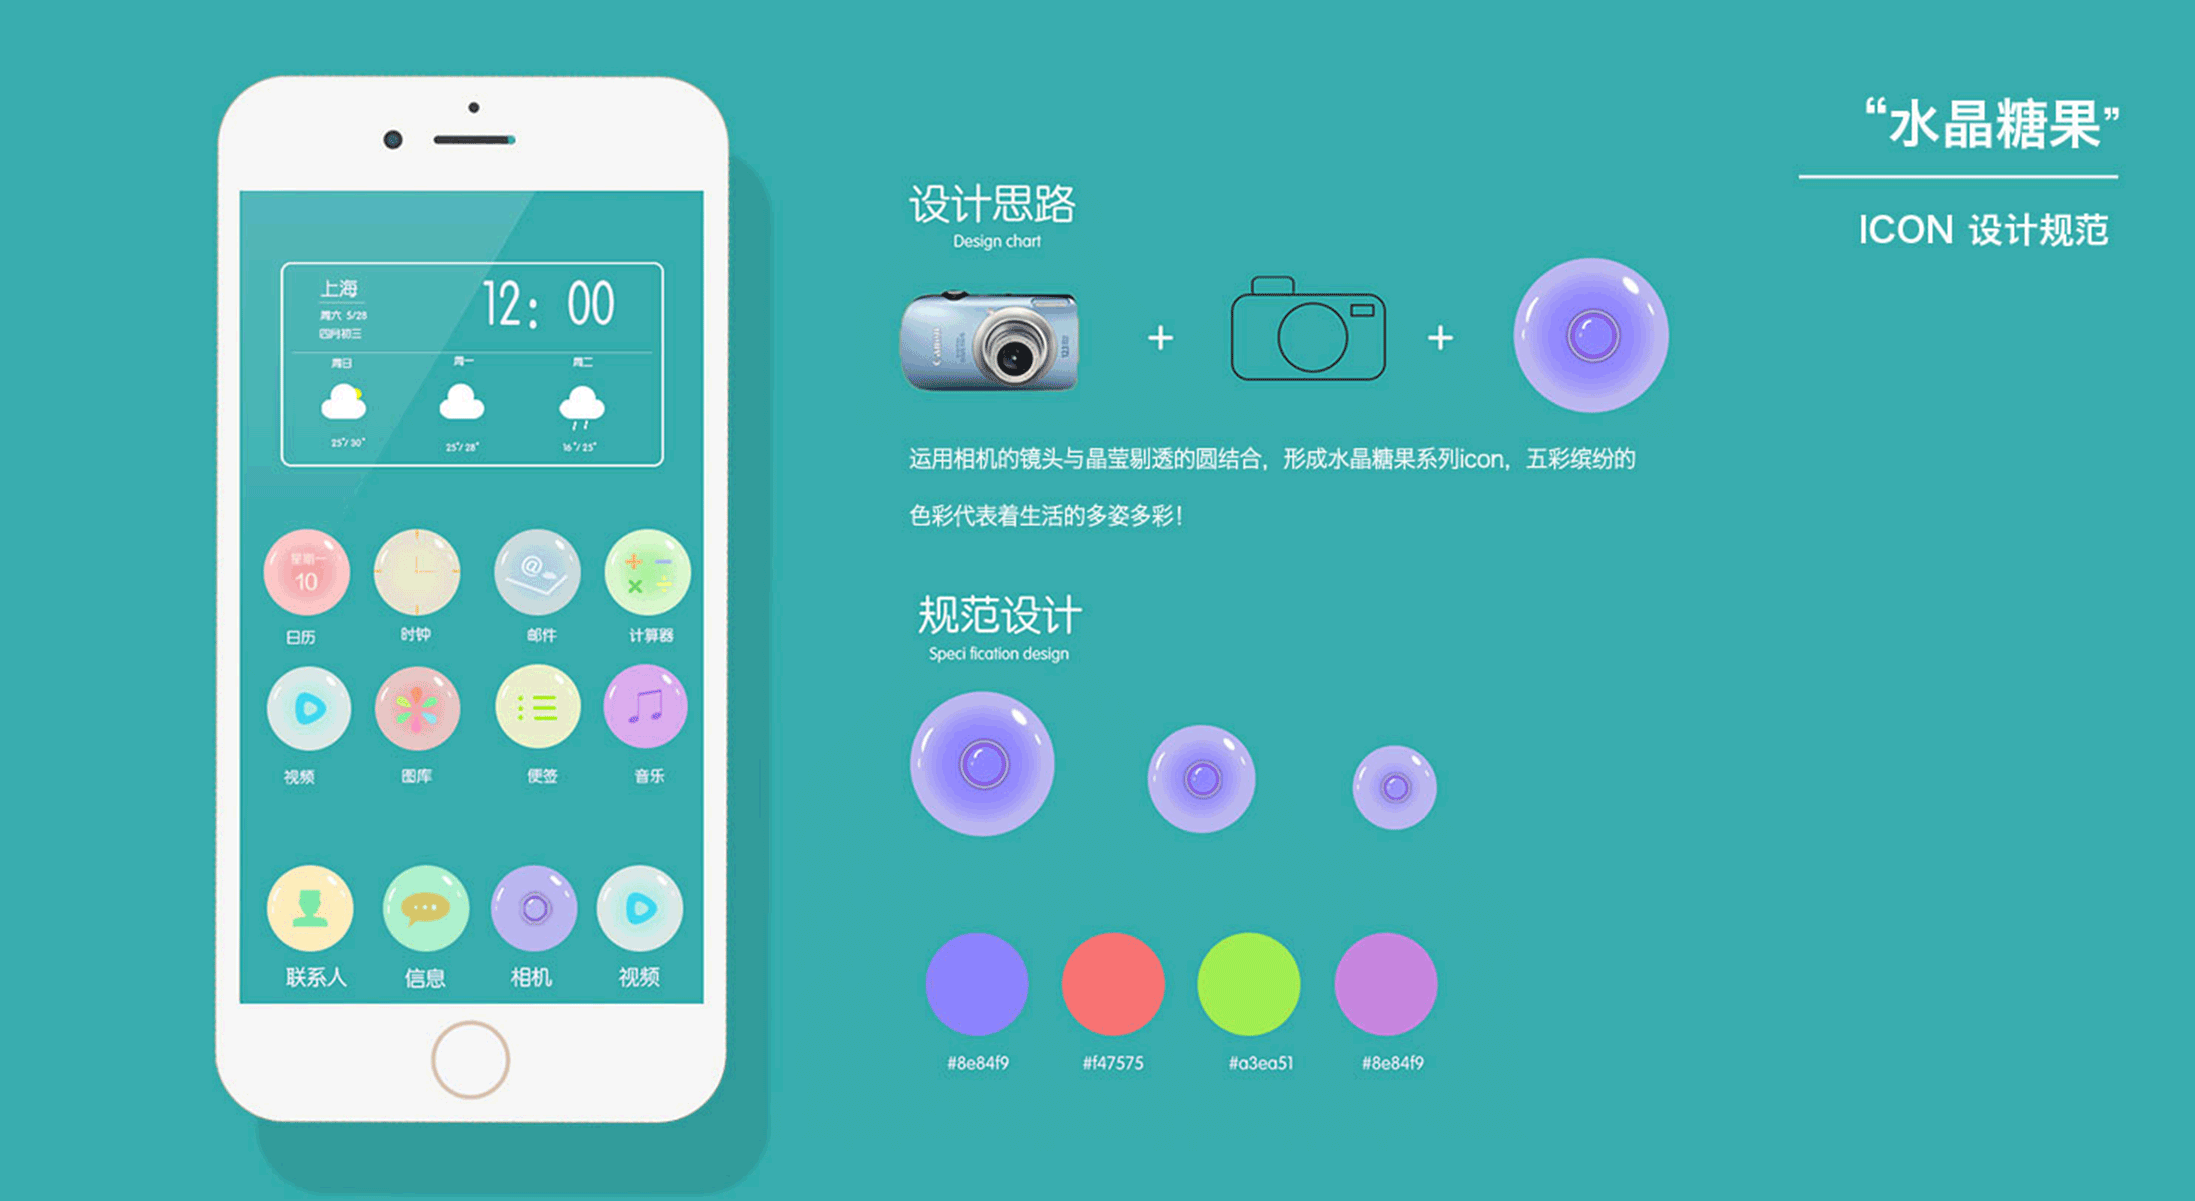 “水晶糖果”
ICON 设计规范
上海
周六 5/28
四月初三
12: 00
周日
周一
周二
25°/ 30°
25°/ 28°
16°/ 25°
星期一
10
@
日历
时钟
邮件
计算器
视频
图库
便签
音乐
联系人
信息
相机
视频
设计思路
Design chart
Canon
+
+
运用相机的镜头与晶莹剔透的圆结合，形成水晶糖果系列icon，五彩缤纷的
色彩代表着生活的多姿多彩！
规范设计
Speci fication design
#8e84f9
#f47575
#a3ea51
#8e84f9